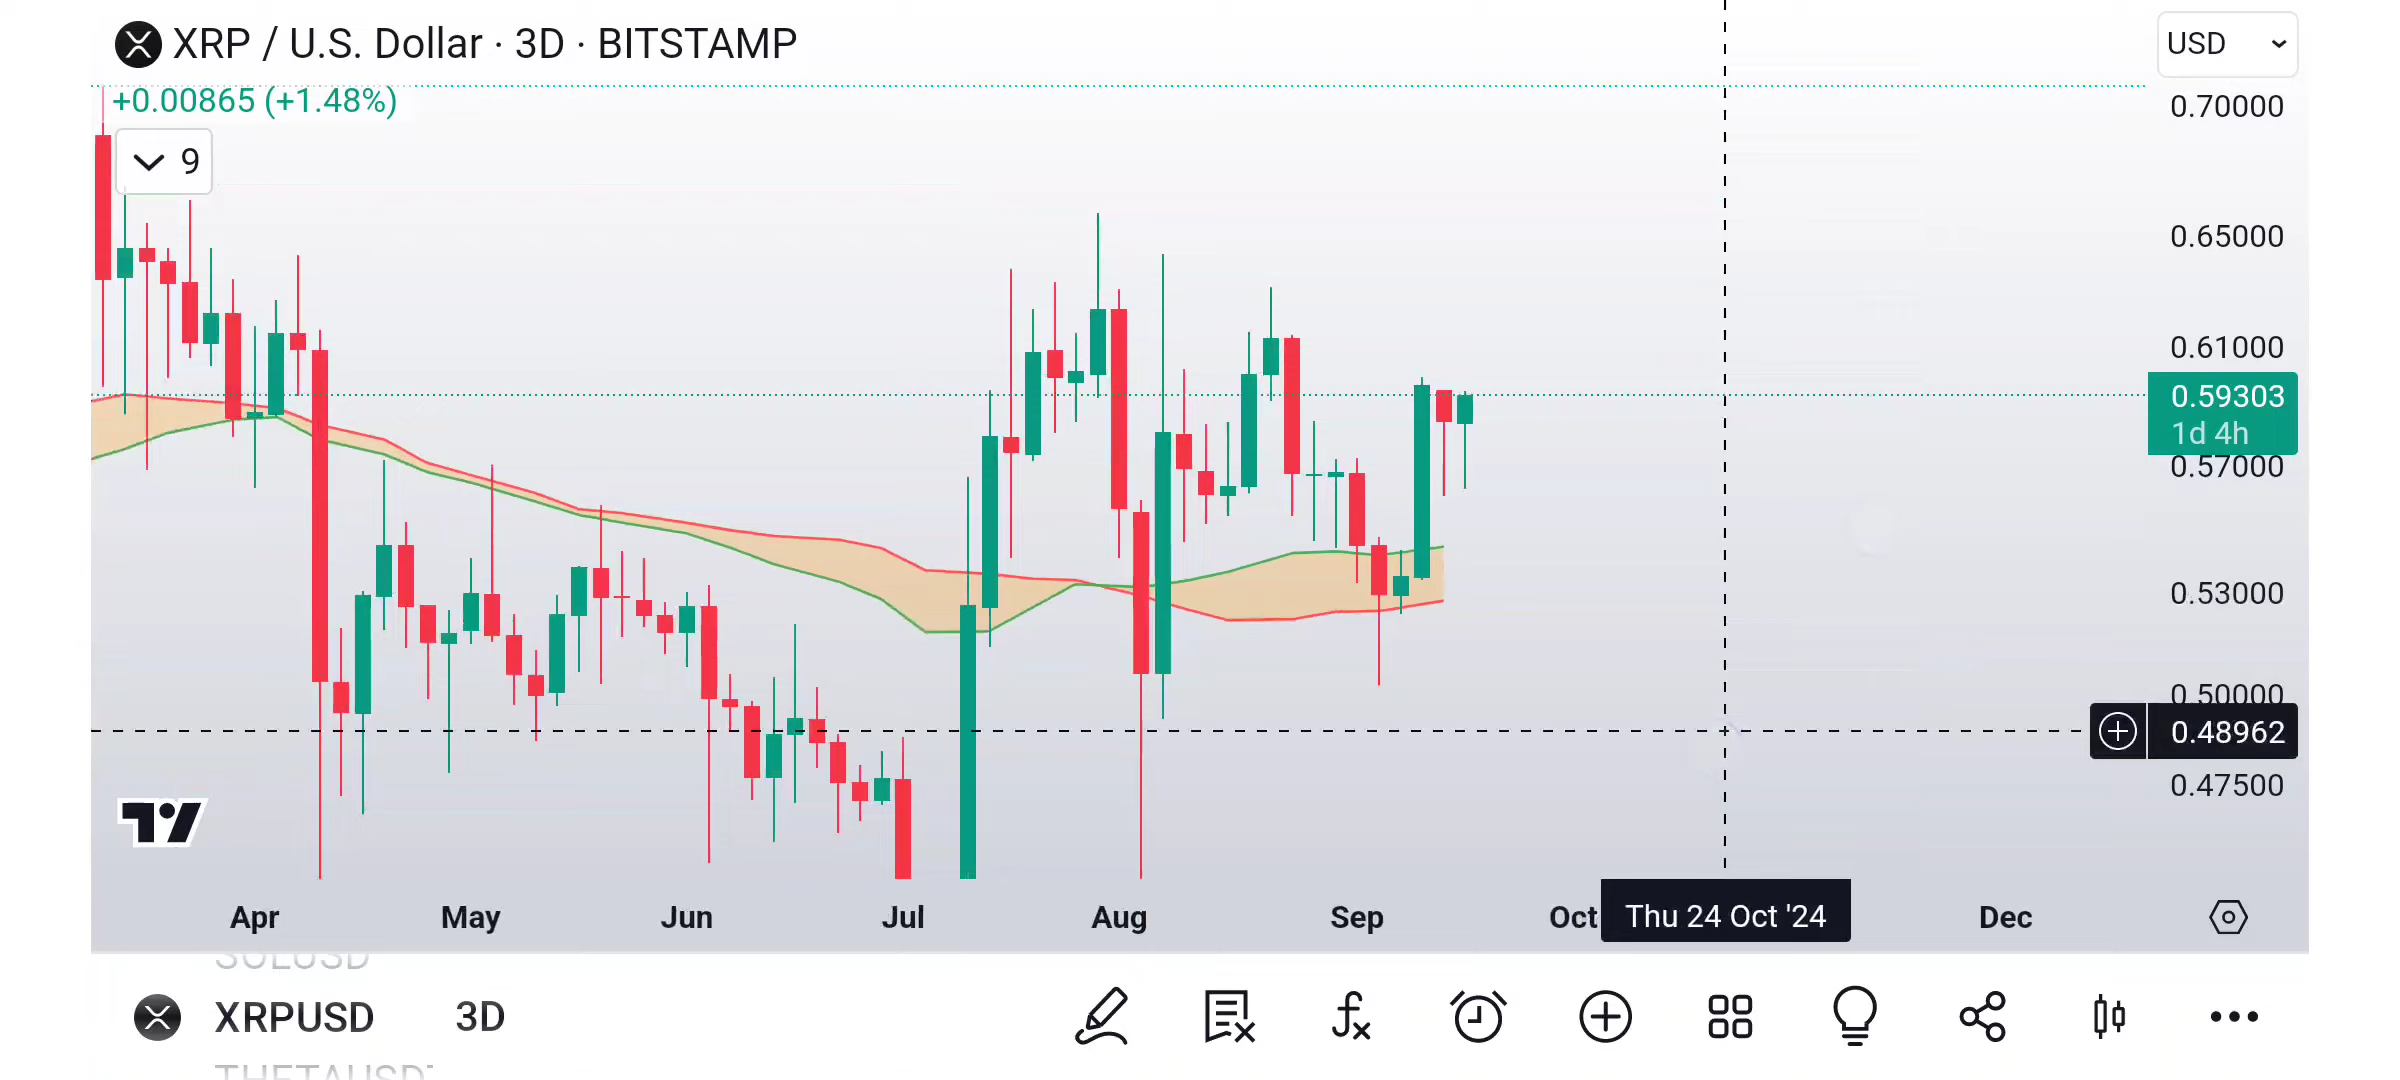 XRP / U.S. Dollar · 3D · BITSTAMP
USD
+0.00865 (+1.48%)
9
0.70000
0.65000
0.61000
0.59303
1d 4h
0.57000
0.53000
0.50000
0.48962
0.47500
Apr May Jun Jul Aug Sep Oct Thu 24 Oct '24 Dec
SOLUSD
XRPUSD 3D
THETAUSDT